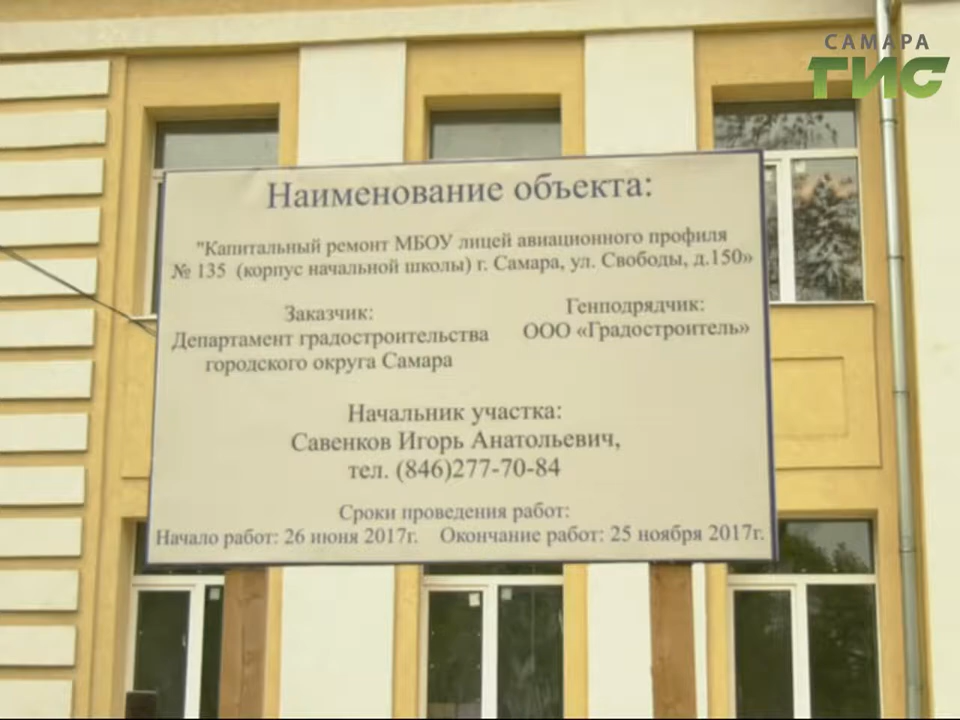 САМАРА
ГИС
Наименование объекта:
"Капитальный ремонт МБОУ лицей авиационного профиля
№ 135 (корпус начальной школы) г. Самара, ул. Свободы, д.150»
Заказчик:
Генподрядчик:
Департамент градостроительства
ООО «Градостроитель»
городского округа Самара
Начальник участка:
Савенков Игорь Анатольевич,
тел. (846)277-70-84
Сроки проведения работ:
Начало работ: 26 июня 2017г. Окончание работ: 25 ноября 2017г.